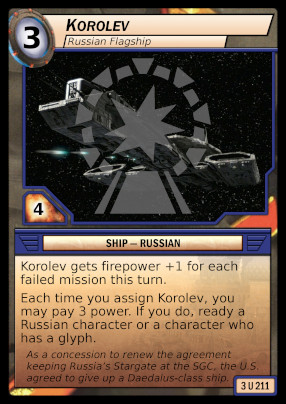 3
Korolev
Russian Flagship
4
SHIP – RUSSIAN
Korolev gets firepower +1 for each
failed mission this turn.
Each time you assign Korolev, you
may pay 3 power. If you do, ready a
Russian character or a character who
has a glyph.
As a concession to renew the agreement
keeping Russia's Stargate at the SGC, the U.S.
agreed to give up a Daedalus-class ship.
3 U 211